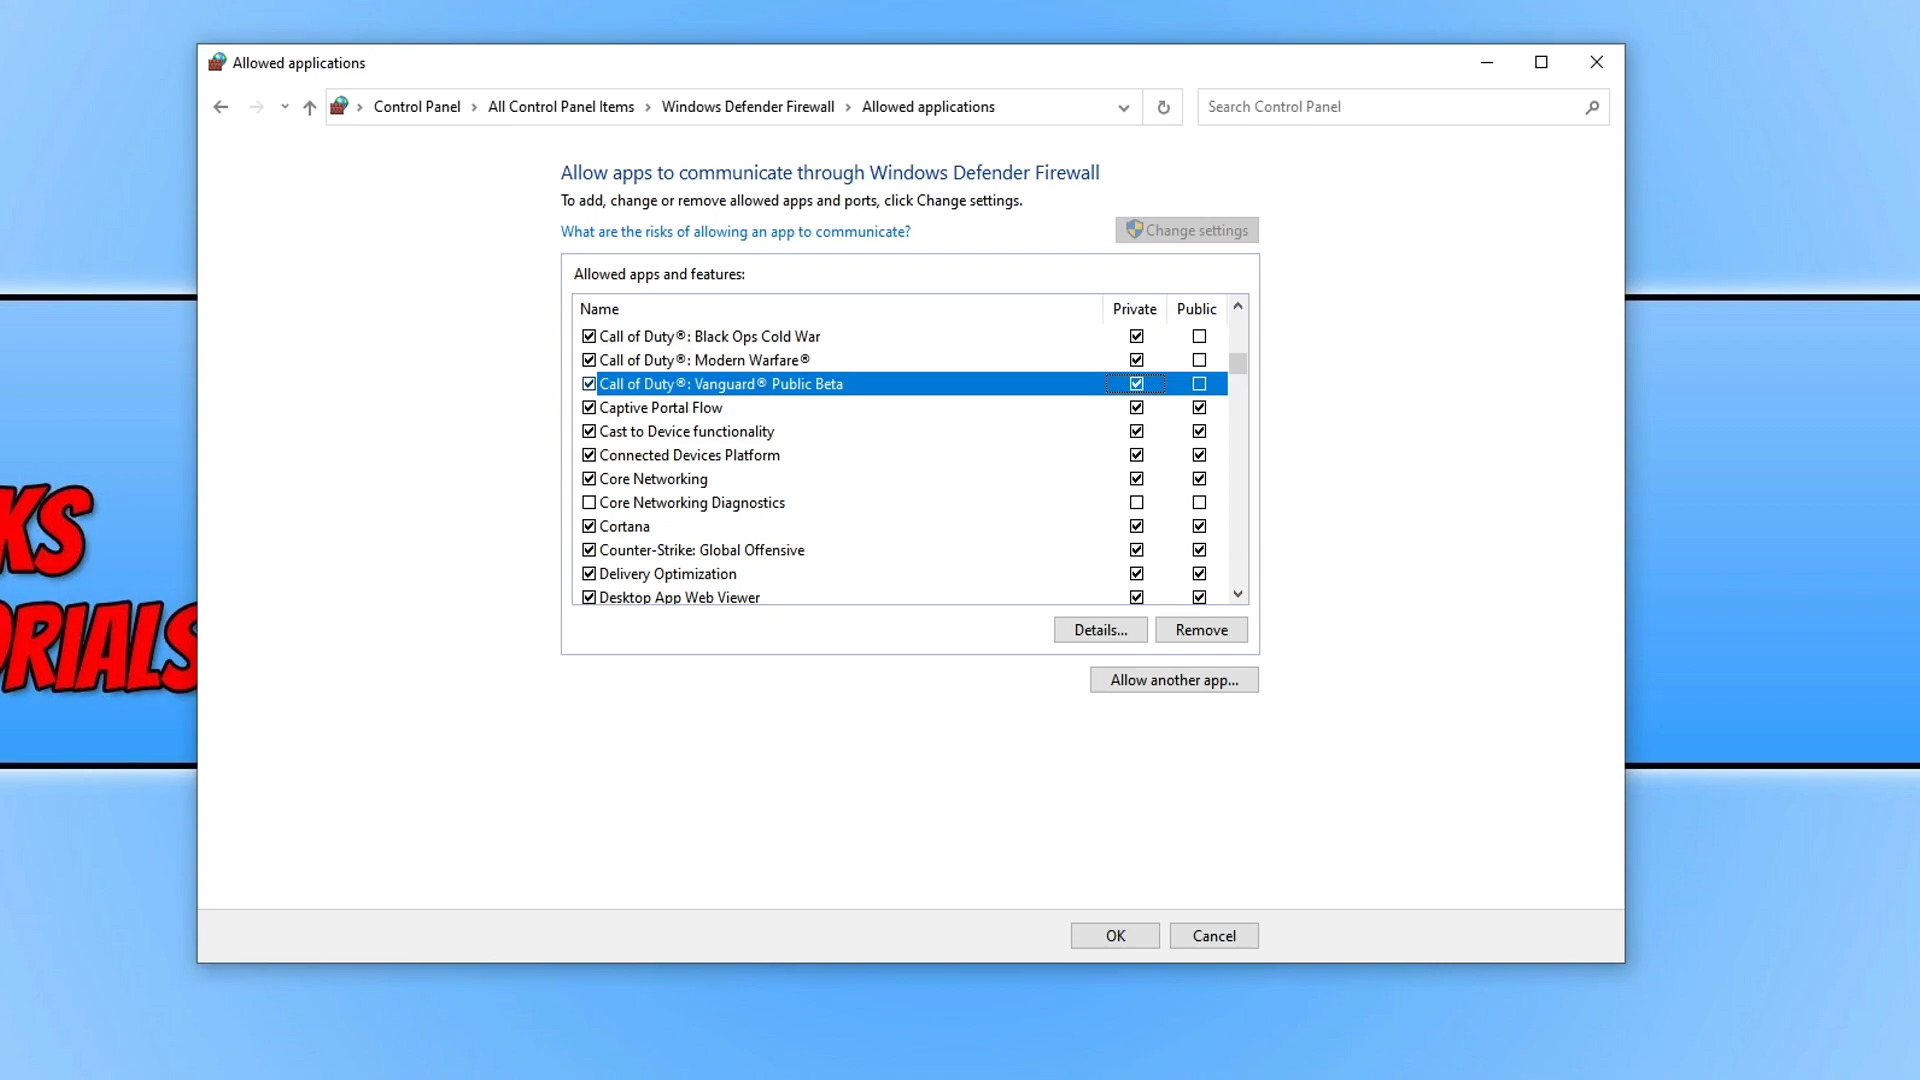 Allowed applications
Control Panel > All Control Panel Items > Windows Defender Firewall > Allowed applications
Search Control Panel
Allow apps to communicate through Windows Defender Firewall
To add, change or remove allowed apps and ports, click Change settings.
What are the risks of allowing an app to communicate?
Change settings
Allowed apps and features:
Name Private Public
Call of Duty®: Black Ops Cold War
Call of Duty®: Modern Warfare®
Call of Duty®: Vanguard® Public Beta
Captive Portal Flow
Cast to Device functionality
Connected Devices Platform
Core Networking
Core Networking Diagnostics
Cortana
Counter-Strike: Global Offensive
Delivery Optimization
Desktop App Web Viewer
Details... Remove
Allow another app...
OK Cancel
KS
ORIALS